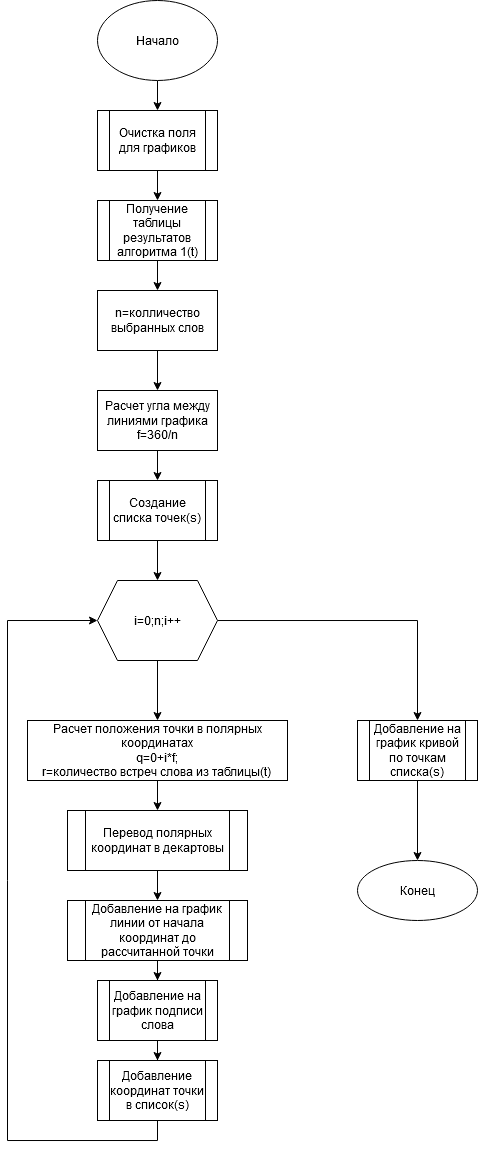 Начало
Очистка поля
для графиков
Получение
таблицы
результатов
алгоритма 1(t)
n=колличество
выбранных слов
Расчет угла между
линиями графика
f=360/n
Создание
списка точек(s)
i=0;n;i++
Расчет положения точки в полярных
координатах
q=0+i*f;
r=количество встреч слова из таблицы(t)
Добавление на
график кривой
по точкам
списка(s)
Перевод полярных
координат в декартовы
Конец
Добавление на график
линии от начала
координат до
рассчитанной точки
Добавление на
график подписи
слова
Добавление
координат точки
в список(s)